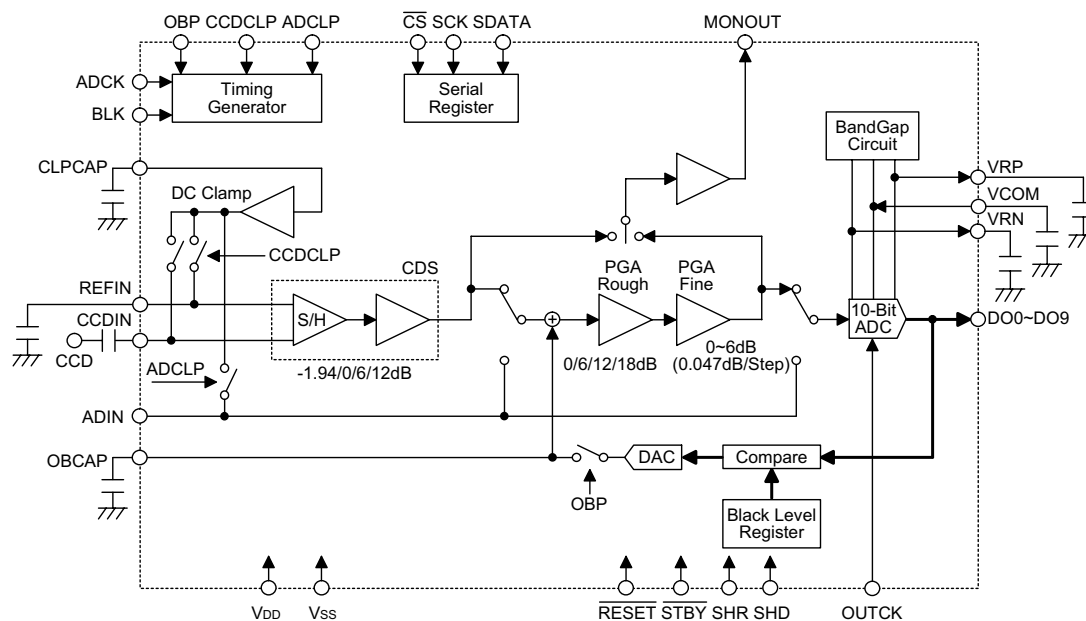 OBP CCDCLP ADCLP
CS SCK SDATA
MONOUT
ADCK
BLK
Timing
Generator
Serial
Register
BandGap
Circuit
CLPCAP
DC Clamp
VRP
VCOM
VRN
CCDCLP
REFIN
CDS
PGA
Rough
PGA
Fine
S/H
10-Bit
ADC
DO0~DO9
CCDIN
CCD
-1.94/0/6/12dB
0/6/12/18dB
0~6dB
(0.047dB/Step)
ADCLP
ADIN
OBCAP
DAC
Compare
OBP
Black Level
Register
VDD
VSS
RESET STBY SHR SHD
OUTCK